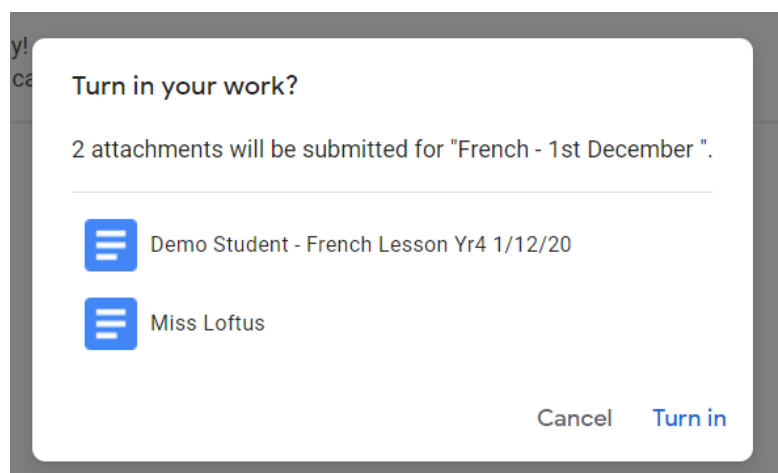 y!
ca
Turn in your work?
2 attachments will be submitted for "French - 1st December ".
Demo Student - French Lesson Yr4 1/12/20
Miss Loftus
Cancel Turn in